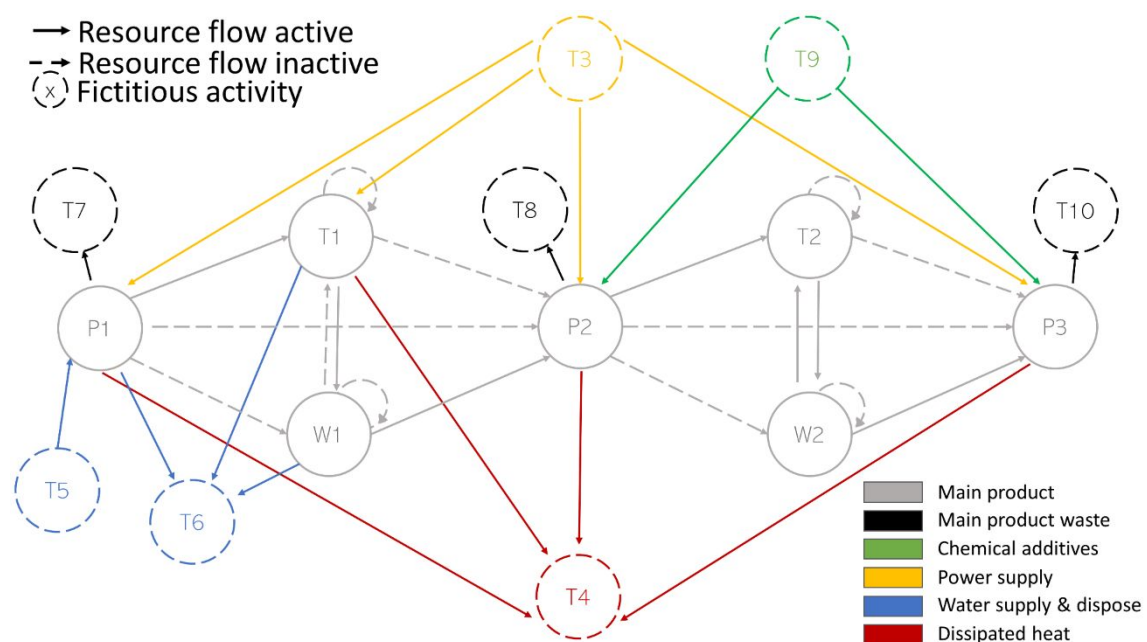 Resource flow active
Resource flow inactive
x Fictitious activity
T3
T9
T7
T1
T8
T2
T10
P1
P2
P3
W1
W2
T5
T6
T4
Main product
Main product waste
Chemical additives
Power supply
Water supply & dispose
Dissipated heat